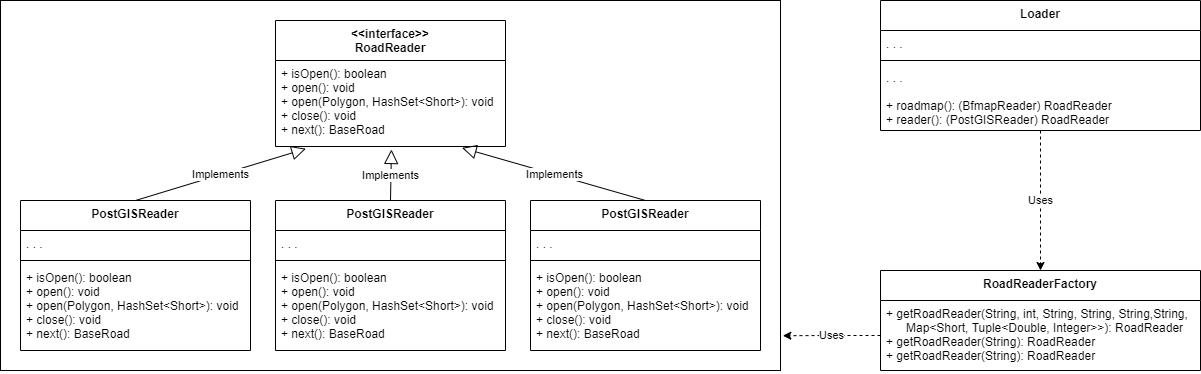 <<interface>>
RoadReader
+ isOpen(): boolean
+ open(): void
+ open(Polygon, HashSet<Short>): void
+ close(): void
+ next(): BaseRoad
Implements
Implements
Implements
PostGISReader
. . .
+ isOpen(): boolean
+ open(): void
+ open(Polygon, HashSet<Short>): void
+ close(): void
+ next(): BaseRoad
PostGISReader
. . .
+ isOpen(): boolean
+ open(): void
+ open(Polygon, HashSet<Short>): void
+ close(): void
+ next(): BaseRoad
PostGISReader
. . .
+ isOpen(): boolean
+ open(): void
+ open(Polygon, HashSet<Short>): void
+ close(): void
+ next(): BaseRoad
Loader
. . .
. . .
+ roadmap(): (BfmapReader) RoadReader
+ reader(): (PostGISReader) RoadReader
Uses
RoadReaderFactory
+ getRoadReader(String, int, String, String, String,String,
Map<Short, Tuple<Double, Integer>>): RoadReader
+ getRoadReader(String): RoadReader
+ getRoadReader(String): RoadReader
Uses